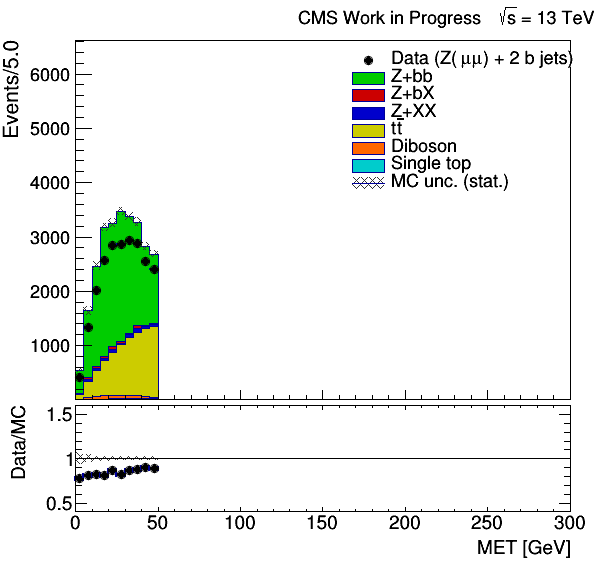 CMS Work in Progress √s = 13 TeV
Events/5.0
6000
5000
4000
3000
2000
1000
Data (Z(μμ) + 2 b jets)
Z+bb
Z+bX
Z+XX
tt̄
Diboson
Single top
MC unc. (stat.)
Data/MC
1.5
1
0.5
0 50 100 150 200 250 300
MET [GeV]